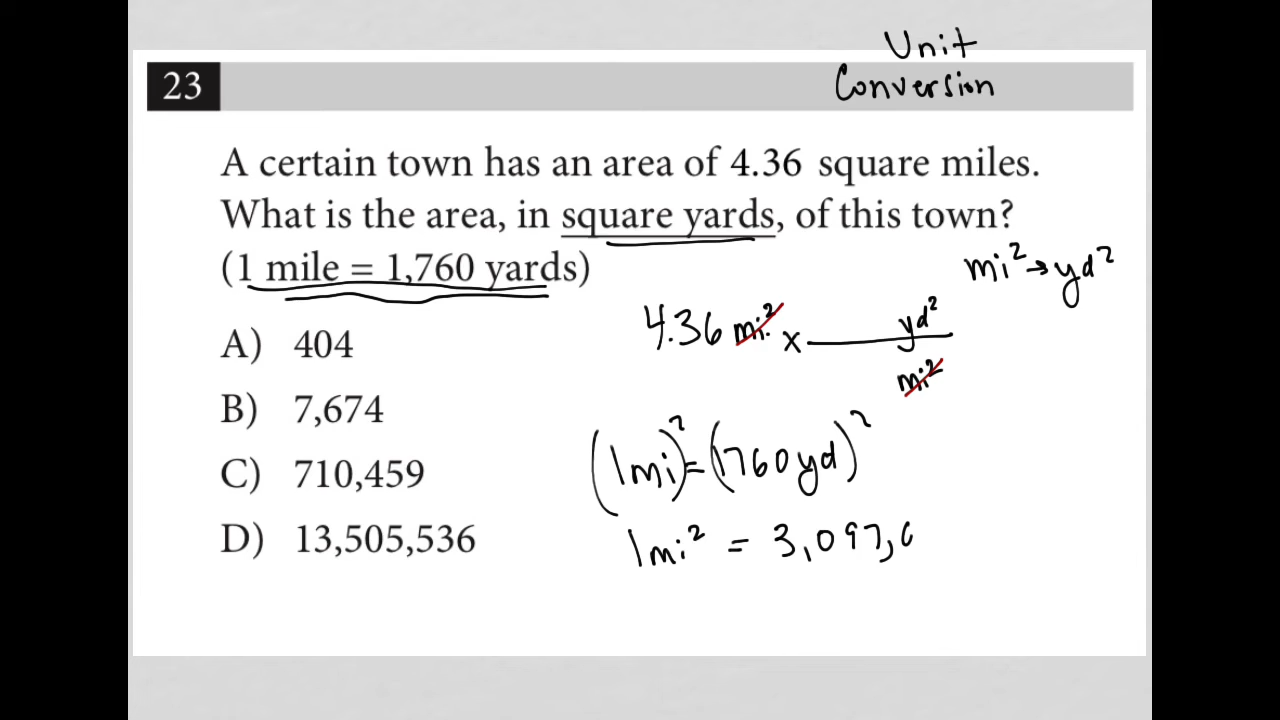 Unit
Conversion
23
A certain town has an area of 4.36 square miles.
What is the area, in square yards, of this town?
(1 mile = 1,760 yards)
mi² → yd²
4.36 mi² x yd²
mi²
A) 404
B) 7,674
C) 710,459
D) 13,505,536
(1mi)² = (1760yd)²
1mi² = 3,097,